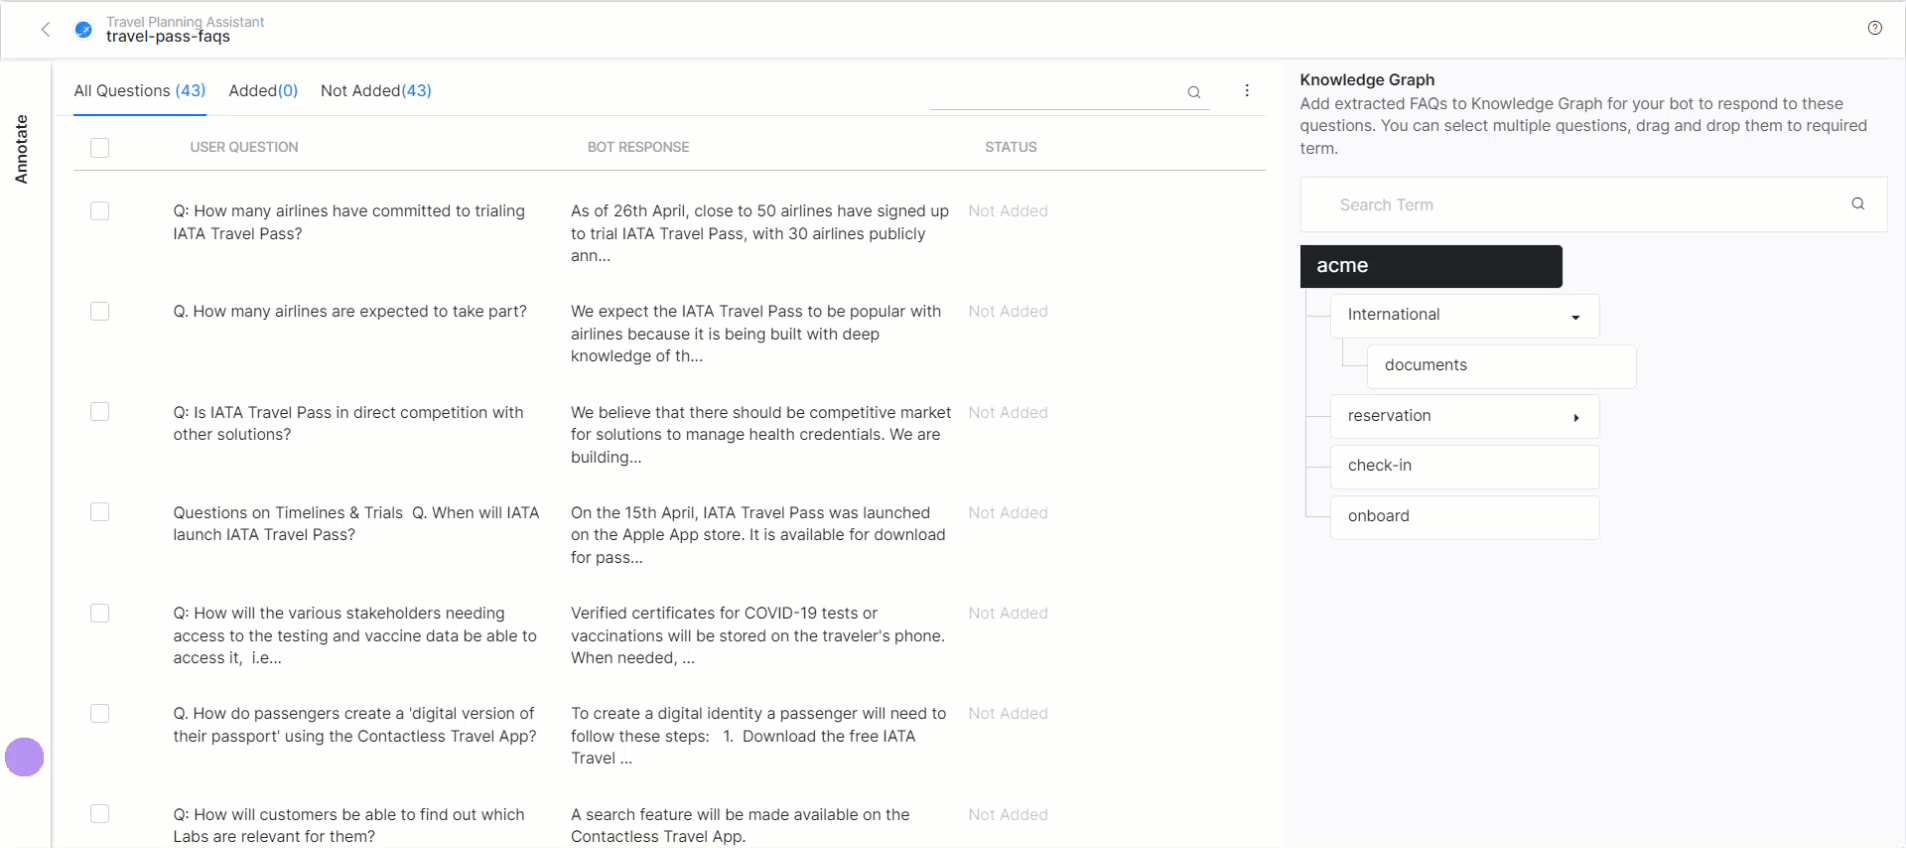 Travel Planning Assistant
travel-pass-faqs
Annotate
All Questions (43) Added(0) Not Added(43)
USER QUESTION BOT RESPONSE STATUS
Q: How many airlines have committed to trialing
IATA Travel Pass?
As of 26th April, close to 50 airlines have signed up
to trial IATA Travel Pass, with 30 airlines publicly
ann...
Not Added
Q. How many airlines are expected to take part?
We expect the IATA Travel Pass to be popular with
airlines because it is being built with deep
knowledge of th...
Not Added
Q: Is IATA Travel Pass in direct competition with
other solutions?
We believe that there should be competitive market
for solutions to manage health credentials. We are
building...
Not Added
Questions on Timelines & Trials  Q. When will IATA
launch IATA Travel Pass?
On the 15th April, IATA Travel Pass was launched
on the Apple App store. It is available for download
for pass...
Not Added
Q: How will the various stakeholders needing
access to the testing and vaccine data be able to
access it,  i.e...
Verified certificates for COVID-19 tests or
vaccinations will be stored on the traveler's phone.
When needed, ...
Not Added
Q. How do passengers create a 'digital version of
their passport' using the Contactless Travel App?
To create a digital identity a passenger will need to
follow these steps:   1.  Download the free IATA
Travel ...
Not Added
Q: How will customers be able to find out which
Labs are relevant for them?
A search feature will be made available on the
Contactless Travel App.
Not Added
Knowledge Graph
Add extracted FAQs to Knowledge Graph for your bot to respond to these
questions. You can select multiple questions, drag and drop them to required
term.
Search Term
acme
International
documents
reservation
check-in
onboard